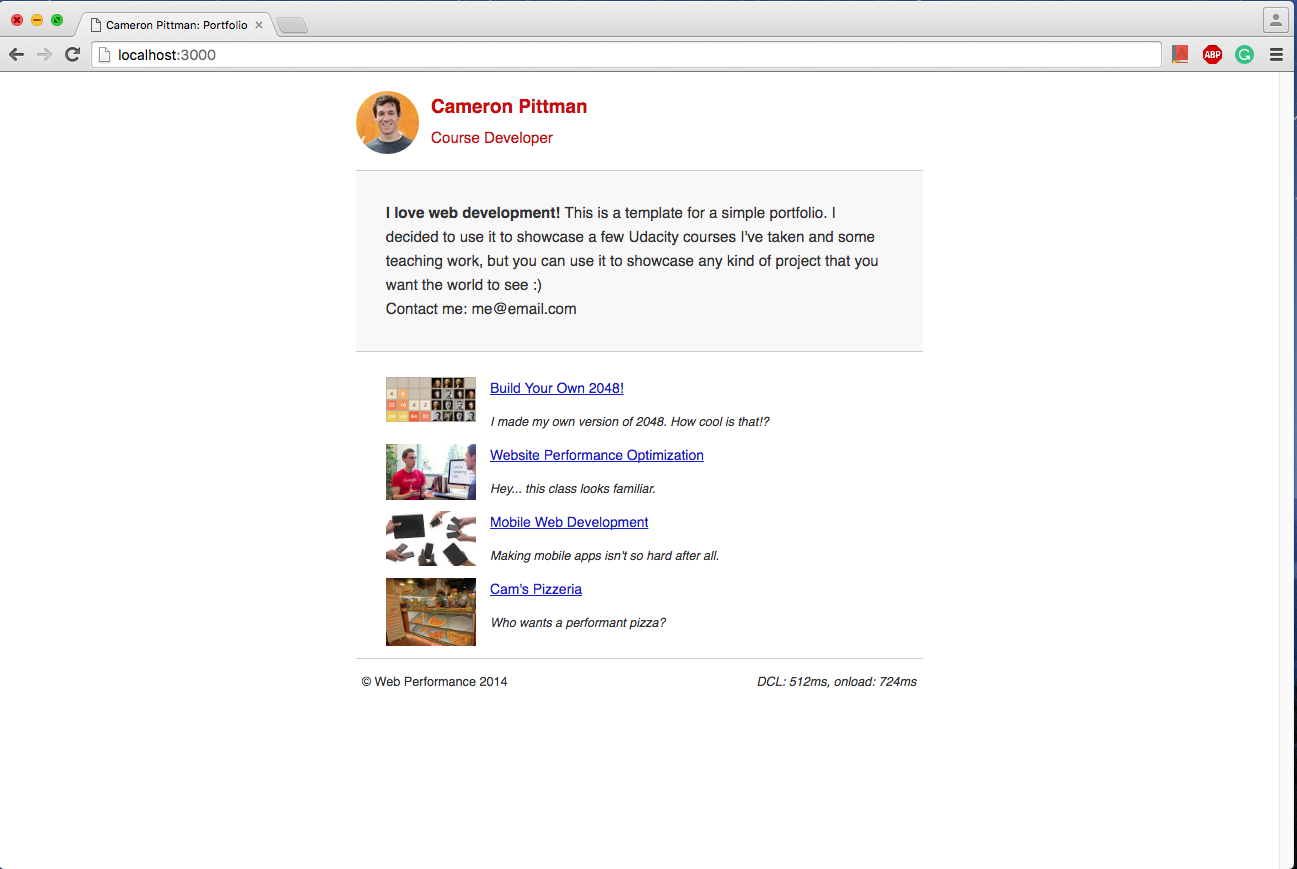 Cameron Pittman: Portfolio
localhost:3000
ABP
Cameron Pittman
Course Developer
I love web development! This is a template for a simple portfolio. I
decided to use it to showcase a few Udacity courses I've taken and some
teaching work, but you can use it to showcase any kind of project that you
want the world to see :)
Contact me: me@email.com
Build Your Own 2048!
I made my own version of 2048. How cool is that!?
Website Performance Optimization
Google
Hey... this class looks familiar.
Mobile Web Development
Making mobile apps isn't so hard after all.
Cam's Pizzeria
Who wants a performant pizza?
© Web Performance 2014
DCL: 512ms, onload: 724ms